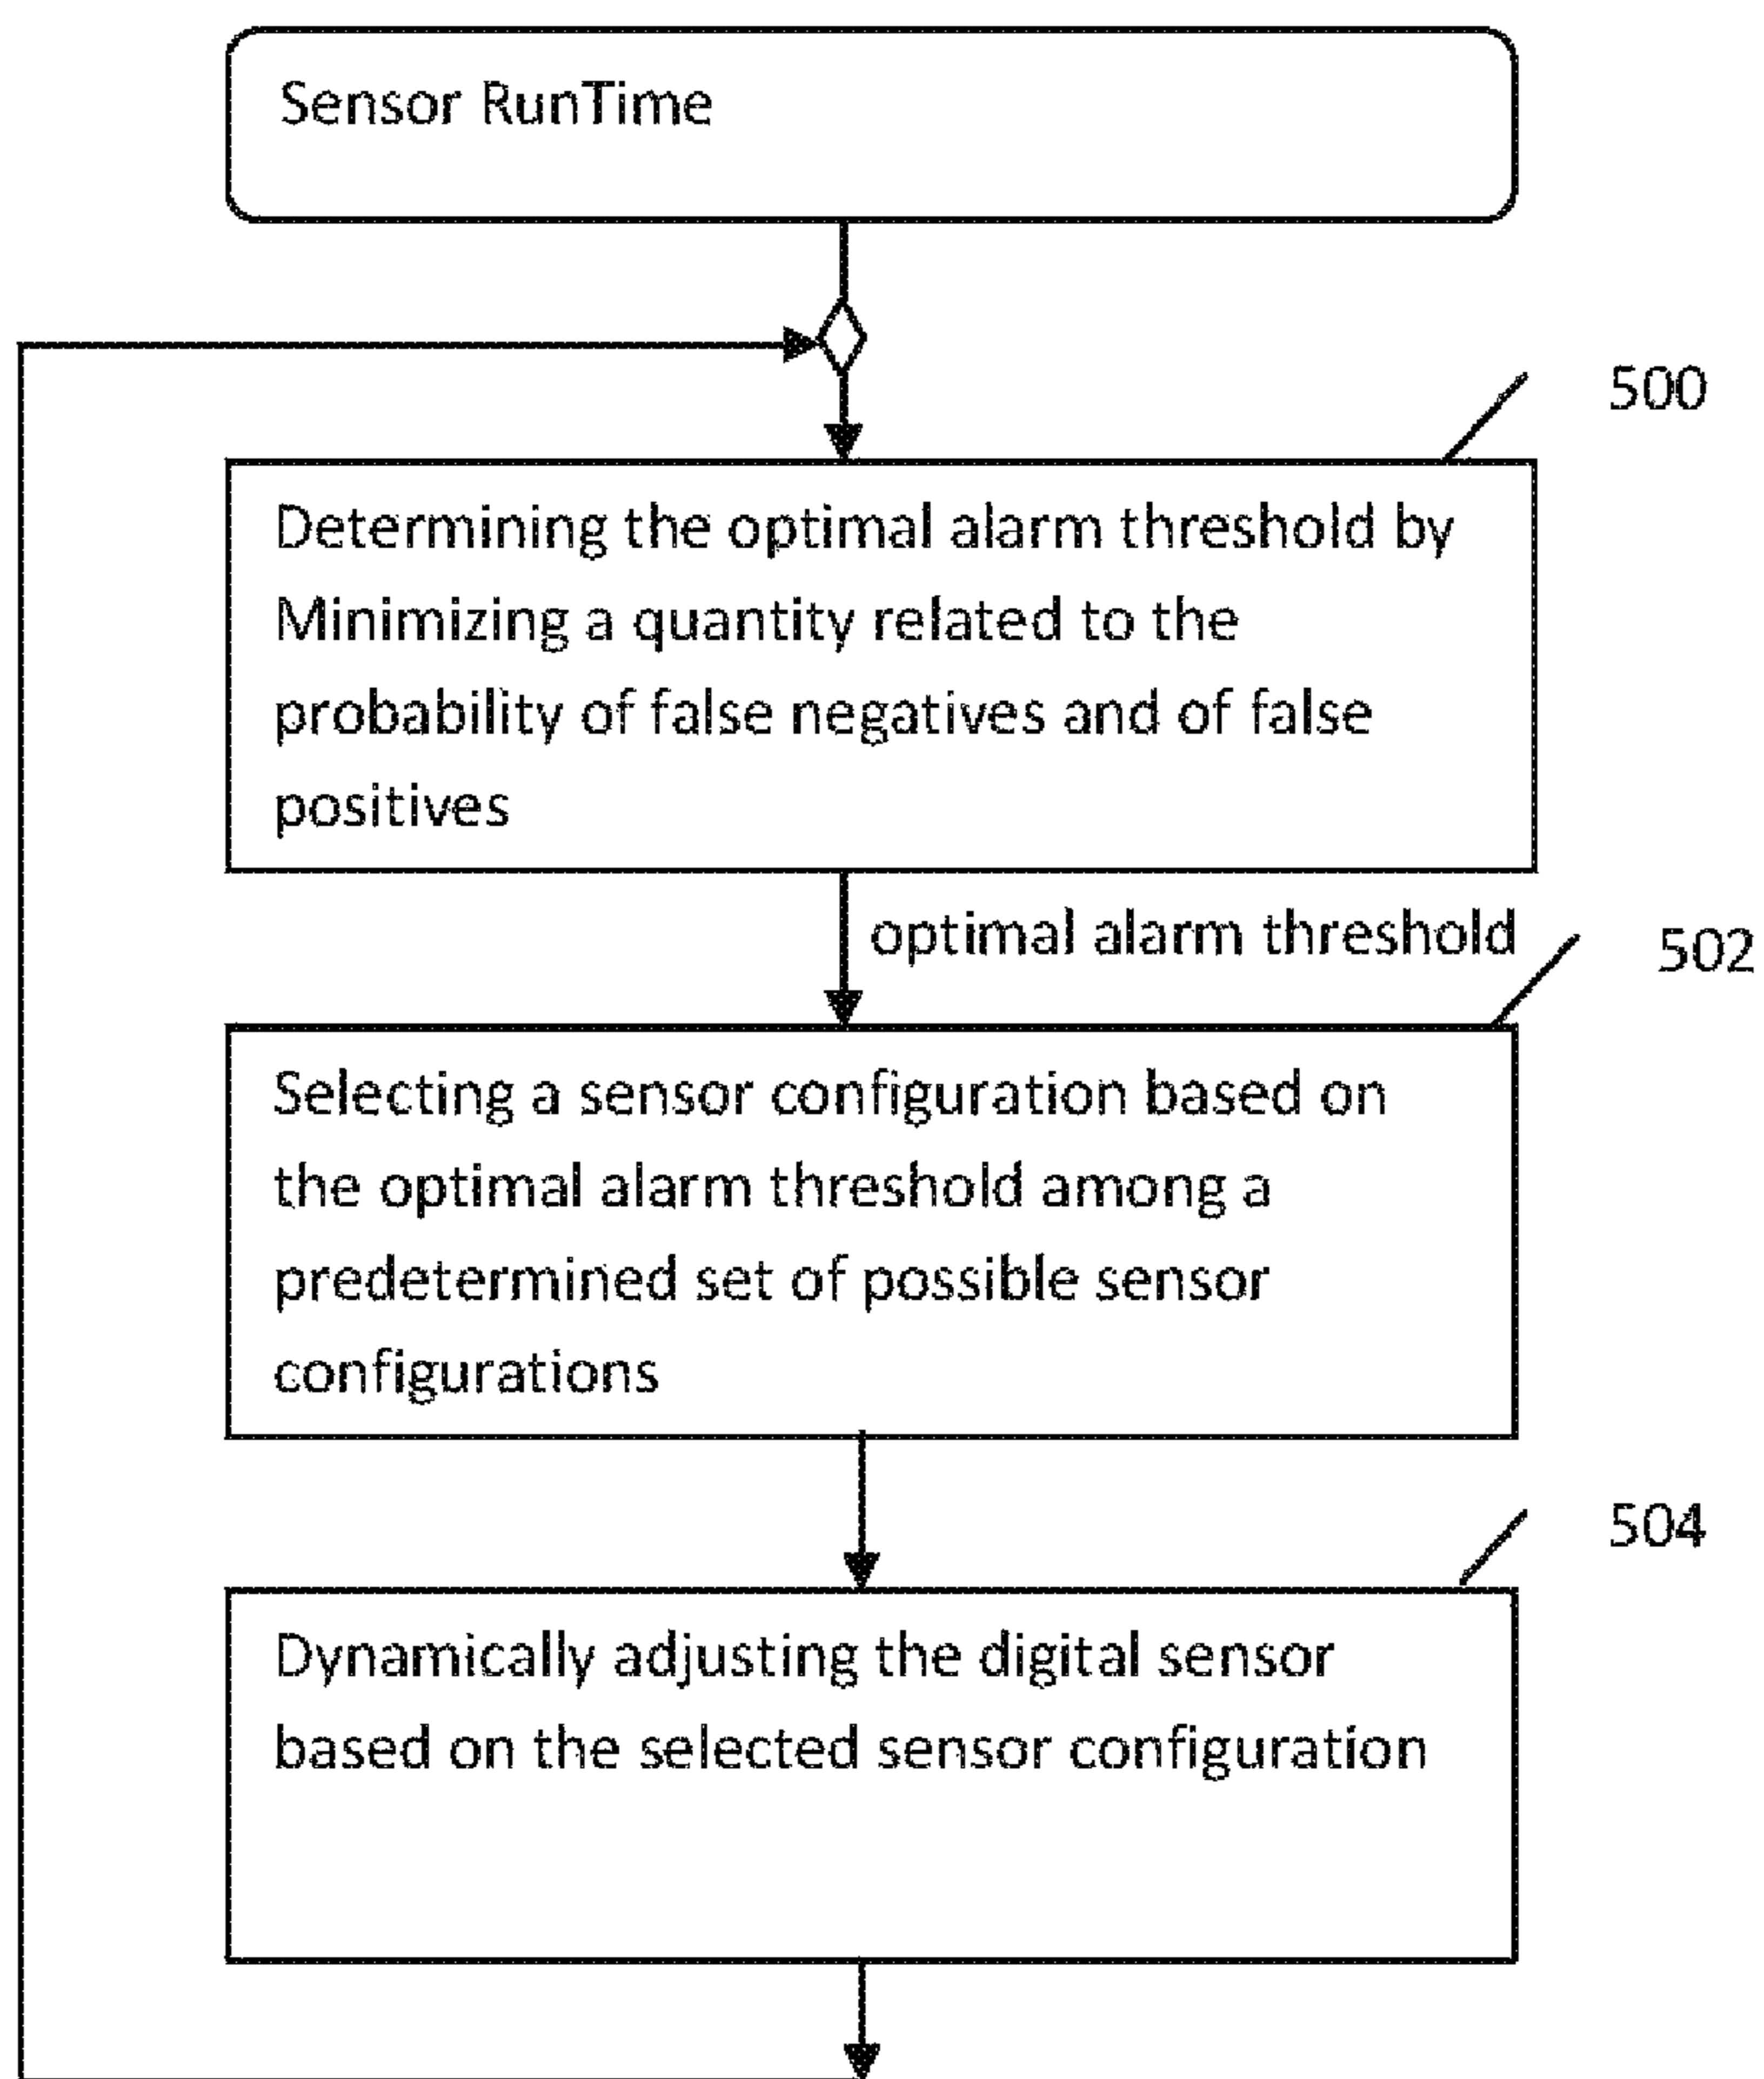 Sensor RunTime
500
Determining the optimal alarm threshold by
Minimizing a quantity related to the
probability of false negatives and of false
positives
optimal alarm threshold
502
Selecting a sensor configuration based on
the optimal alarm threshold among a
predetermined set of possible sensor
configurations
504
Dynamically adjusting the digital sensor
based on the selected sensor configuration